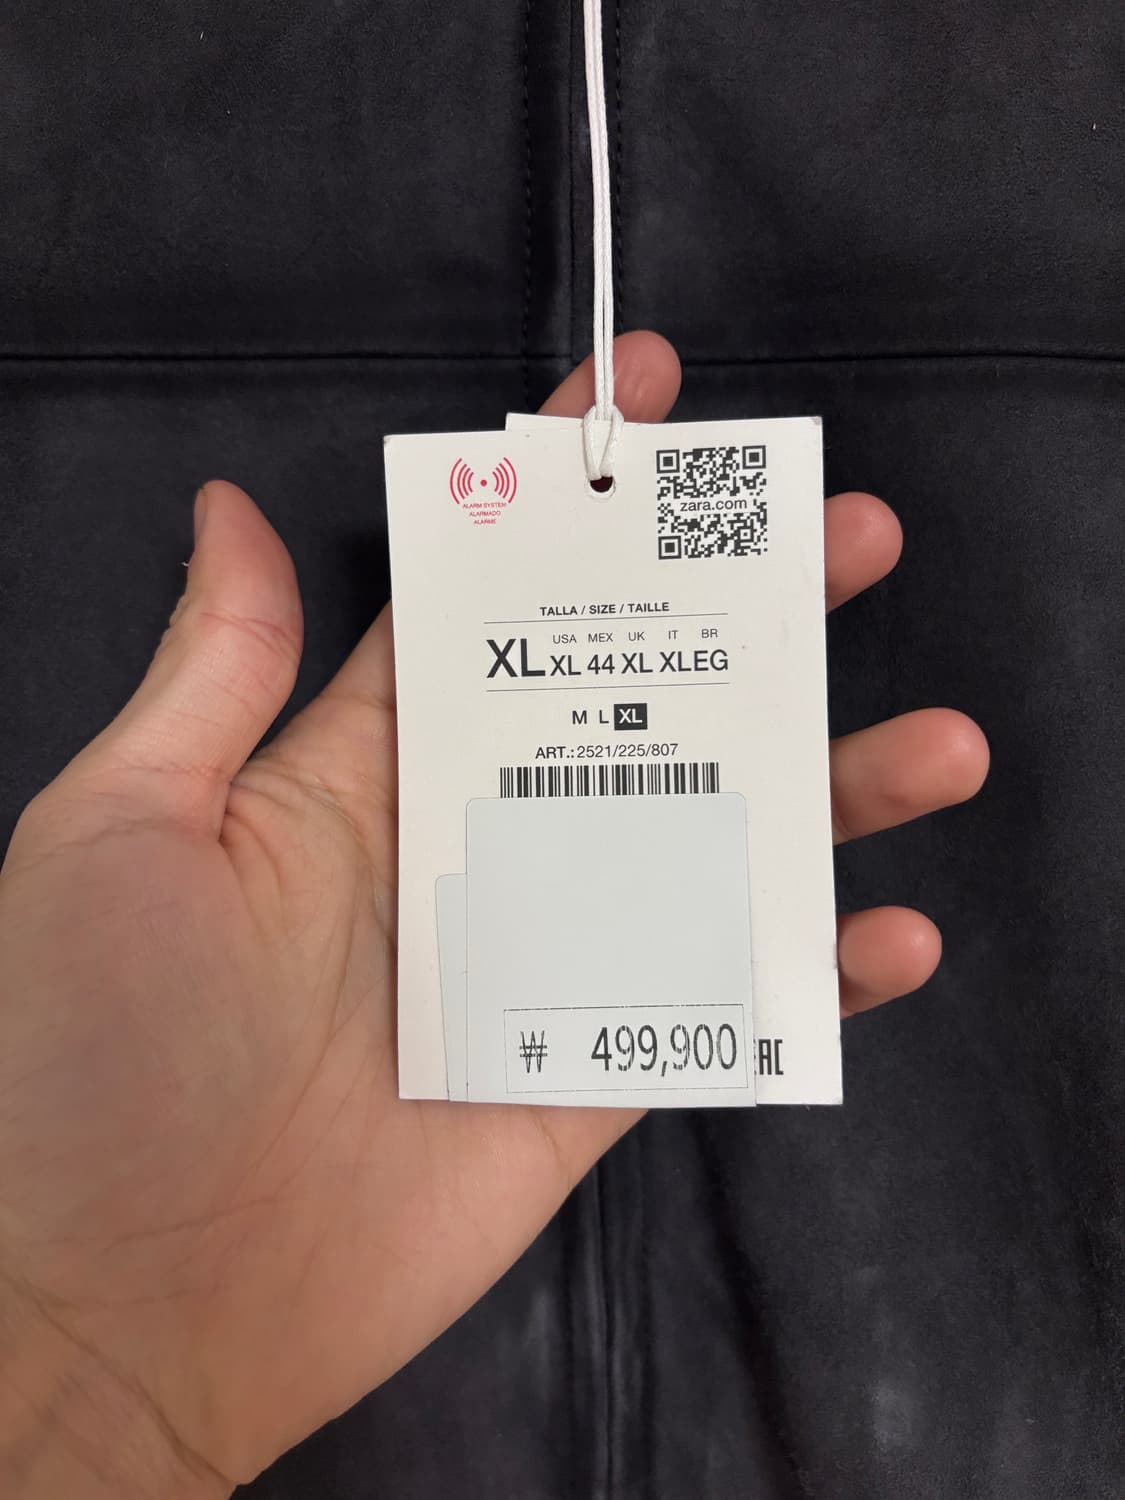 ALARM SYSTEM
ALARMADO
ALARME
zara.com
TALLA / SIZE / TAILLE
USA MEX UK IT BR
XL XL 44 XL XL EG
M L XL
ART.: 2521/225/807
₩ 499,900
EAC